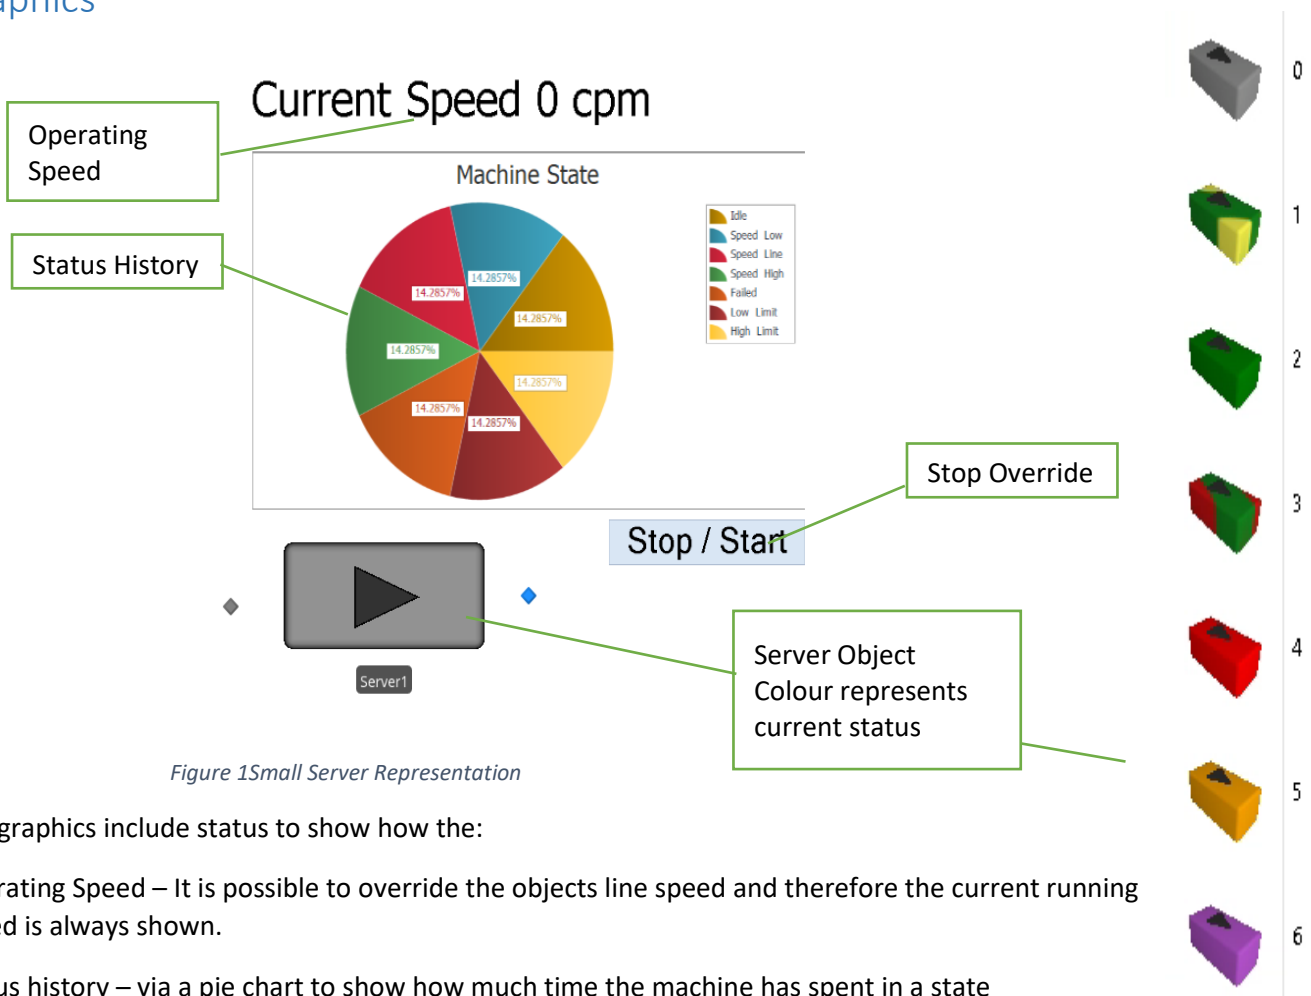 Current Speed 0 cpm
Operating
Speed
Machine State
Idle
Speed Low
Speed Line
Speed High
Failed
Low Limit
High Limit
14.2857%
14.2857%
14.2857%
14.2857%
14.2857%
14.2857%
14.2857%
Status History
Stop Override
Stop / Start
Server1
Server Object
Colour represents
current status
0
1
2
3
4
5
6
Figure 1Small Server Representation
graphics include status to show how the:
rating Speed – It is possible to override the objects line speed and therefore the current running
ed is always shown.
us history – via a pie chart to show how much time the machine has spent in a state